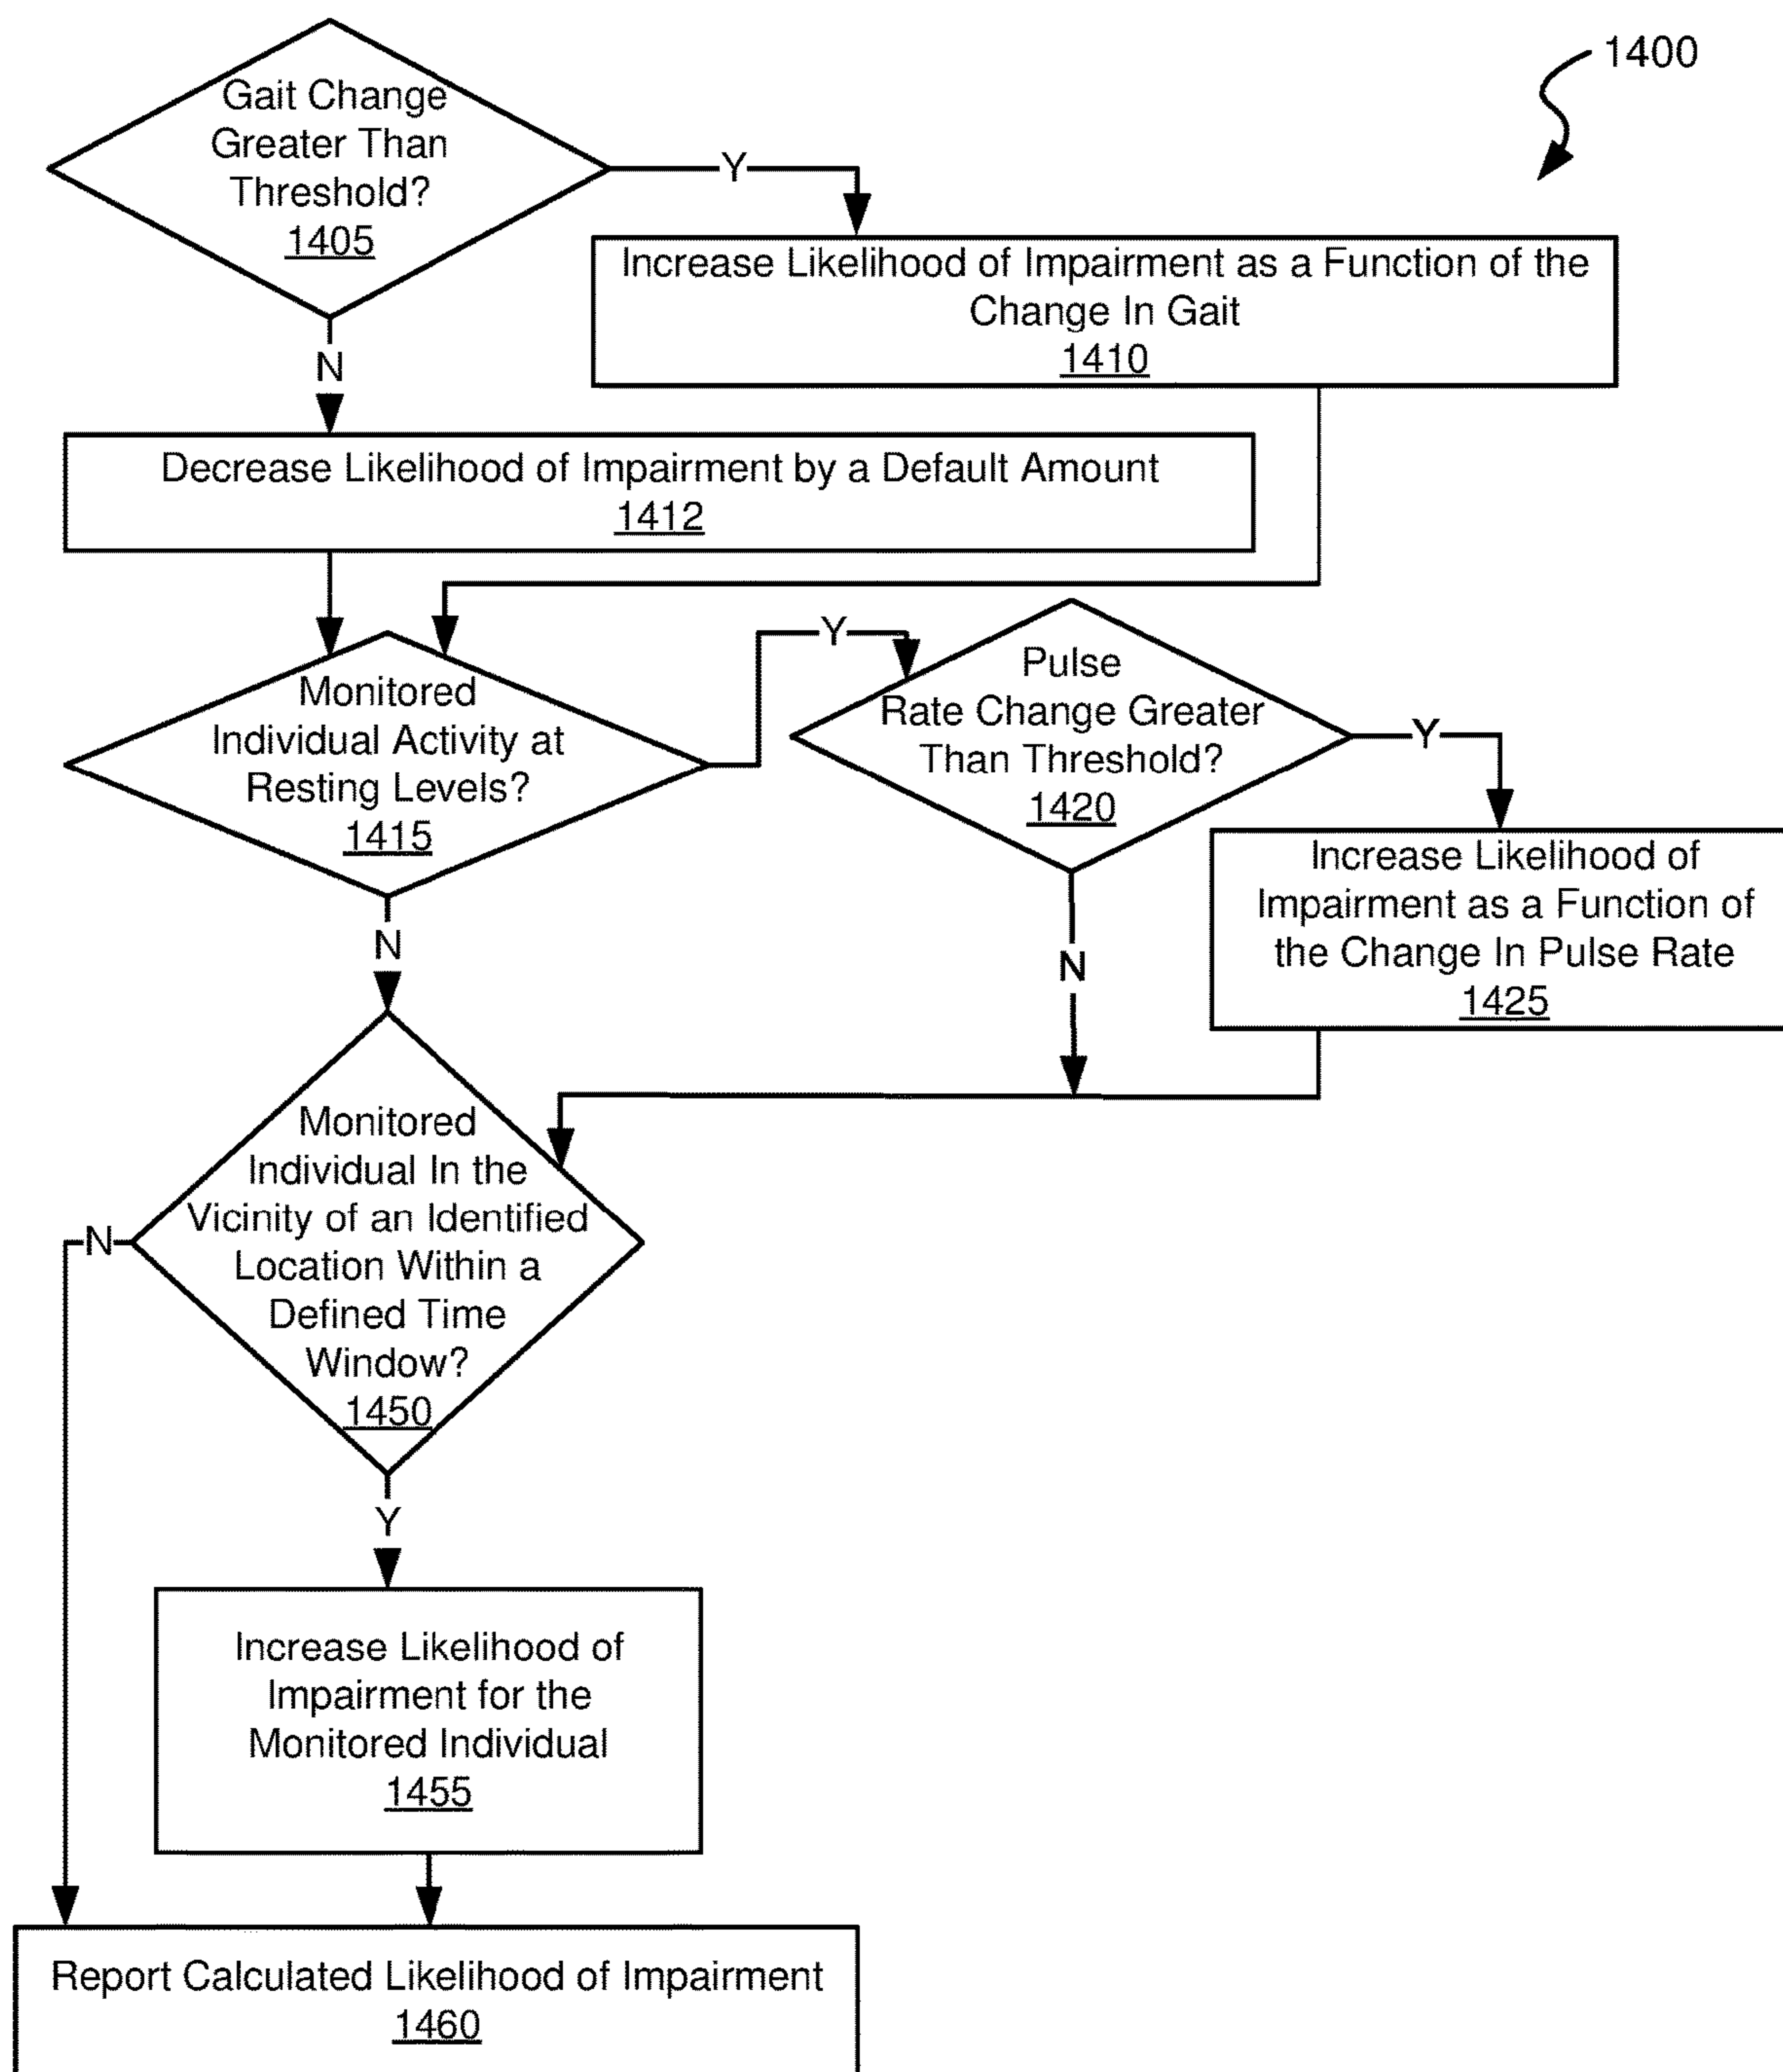 1400
Gait Change
Greater Than
Threshold?
1405
Y
Increase Likelihood of Impairment as a Function of the
Change In Gait
1410
N
Decrease Likelihood of Impairment by a Default Amount
1412
Monitored
Individual Activity at
Resting Levels?
1415
Y
Pulse
Rate Change Greater
Than Threshold?
1420
Y
Increase Likelihood of
Impairment as a Function of
the Change In Pulse Rate
1425
N
N
Monitored
Individual In the
Vicinity of an Identified
Location Within a
Defined Time
Window?
1450
N
Y
Increase Likelihood of
Impairment for the
Monitored Individual
1455
Report Calculated Likelihood of Impairment
1460